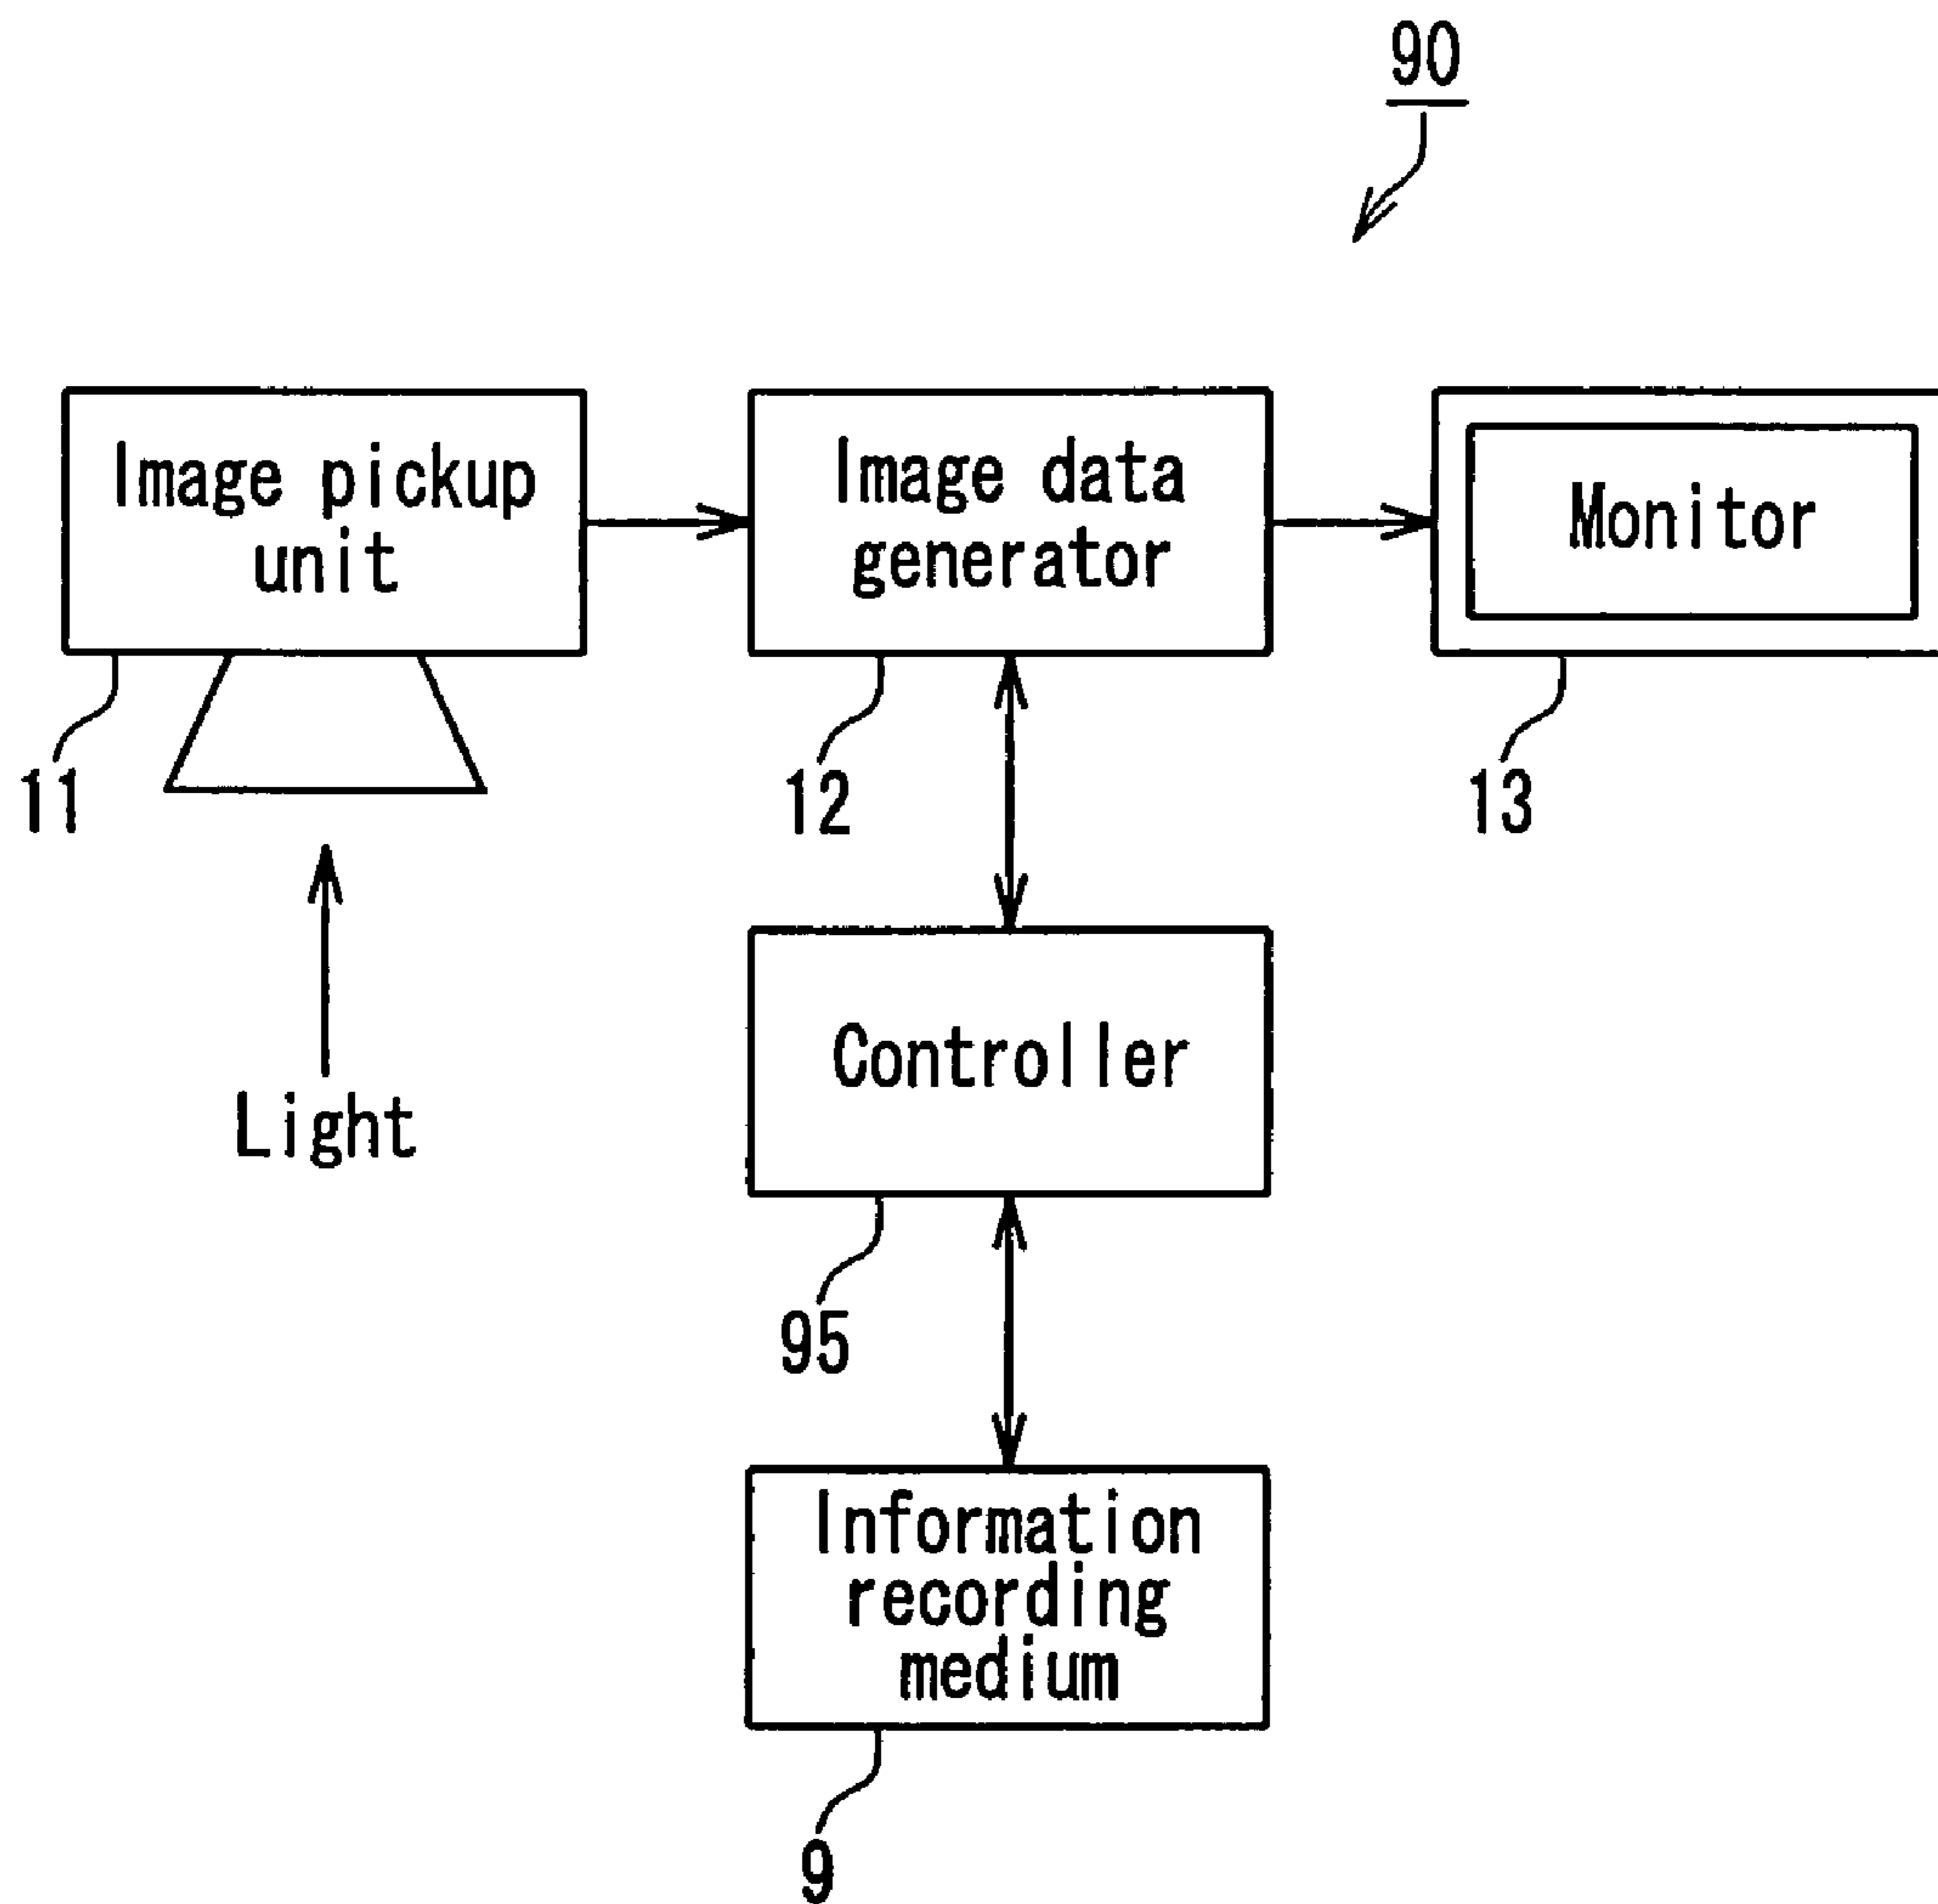 90
Image pickup
unit
Image data
generator
Monitor
11
12
13
Controller
Light
95
Information
recording
medium
9